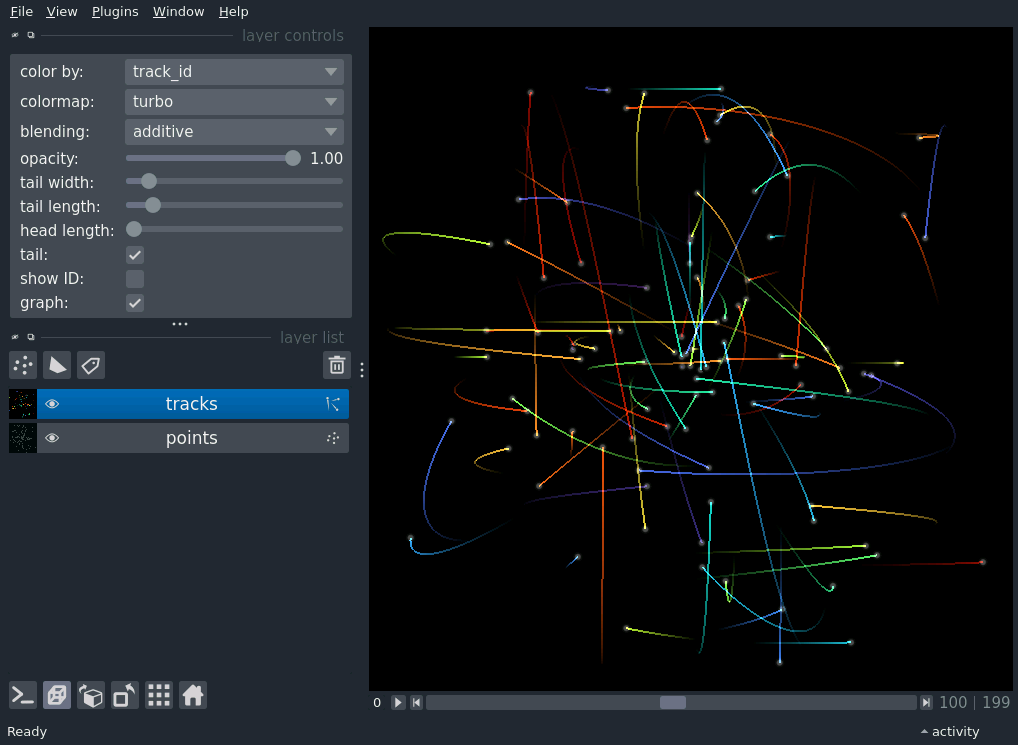 File View Plugins Window Help
layer controls
color by: track_id
colormap: turbo
blending: additive
opacity: 1.00
tail width:
tail length:
head length:
tail:
show ID:
graph:
layer list
tracks
points
0 100 | 199
Ready activity